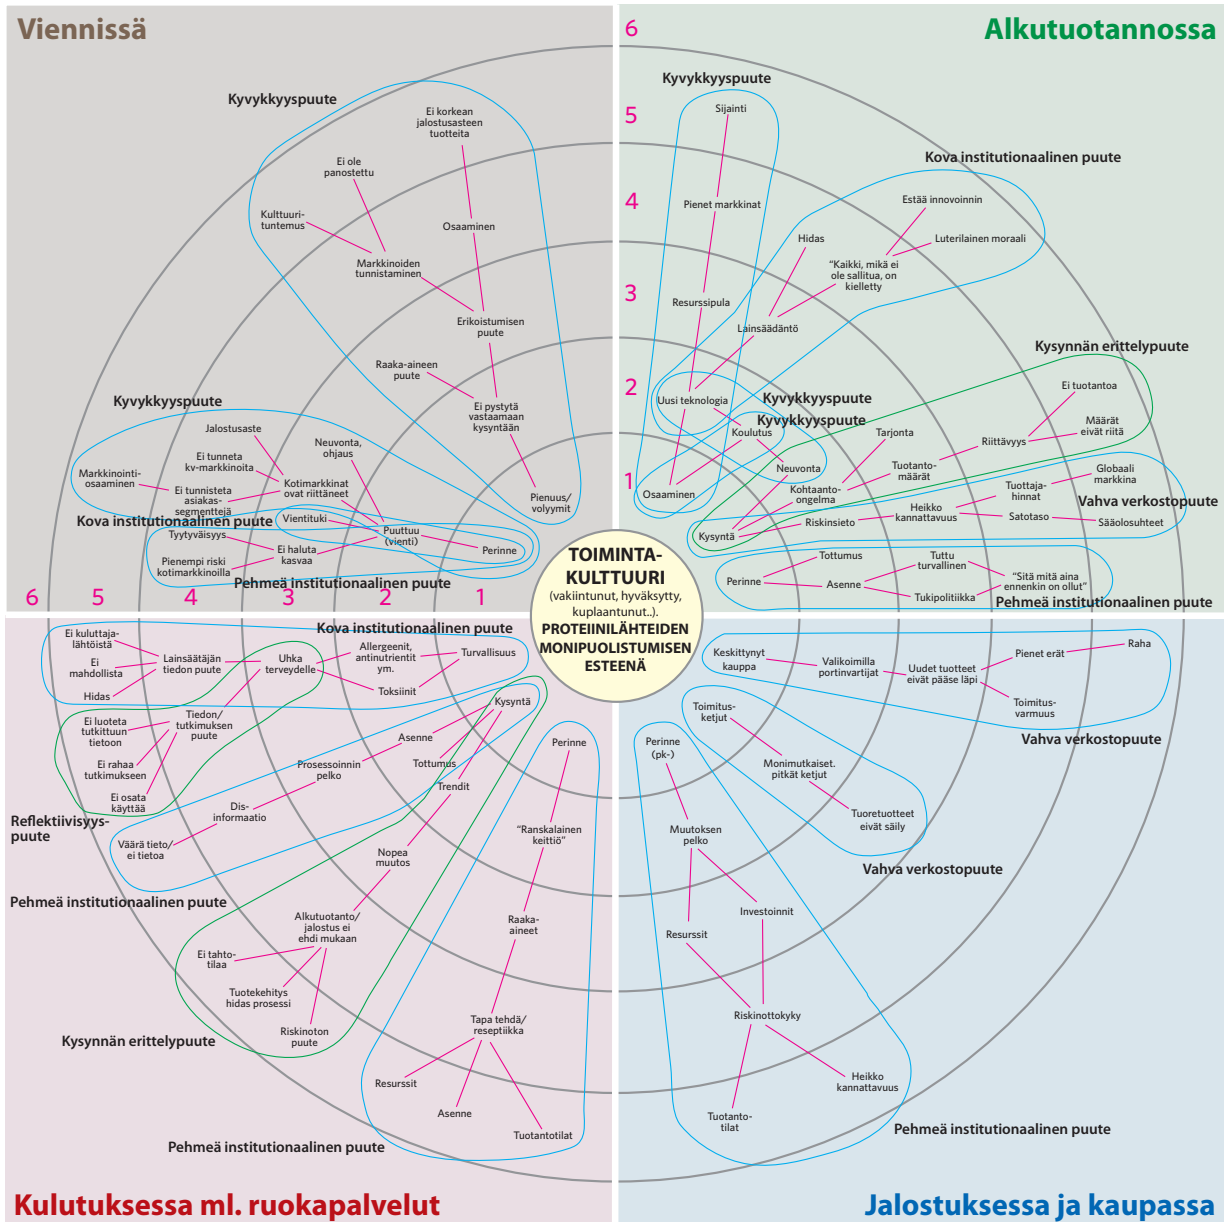 Viennissä
Kyvykkyyspuute
Ei korkean
jalostusasteen
tuotteita
Ei ole
panostettu
Kulttuuri-
tuntemus
Osaaminen
Markkinoiden
tunnistaminen
Erikoistumisen
puute
Raaka-aineen
puute
Ei pystytä
vastaamaan
kysyntään
Pienuus/
volyymit
Kyvykkyyspuute
Jalostusaste
Neuvonta,
ohjaus
Ei tunneta
kv-markkinoita
Markkinointi-
osaaminen
Ei tunnisteta
asiakas-
segmenttejä
Kotimarkkinat
ovat riittäneet
Kova institutionaalinen puute
Vientituki
Puuttuu
(vienti)
Perinne
Tyytyväisyys
Ei haluta
kasvaa
Pienempi riski
kotimarkkinoilla
Pehmeä institutionaalinen puute
6
5
4
3
2
1
Alkutuotannossa
6
5
4
3
2
1
Kyvykkyyspuute
Sijainti
Pienet markkinat
Resurssipula
Kova institutionaalinen puute
Estää innovoinnin
Hidas
Luterilainen moraali
“Kaikki, mikä ei
ole sallitua, on
kielletty
Lainsäädäntö
Uusi teknologia
Kyvykkyyspuute
Kyvykkyyspuute
Koulutus
Neuvonta
Osaaminen
Kysynnän erittelypuute
Ei tuotantoa
Määrät
eivät riitä
Tarjonta
Riittävyys
Tuotanto-
määrät
Kohtaanto-
ongelma
Globaali
markkina
Tuottaja-
hinnat
Vahva verkostopuute
Heikko
kannattavuus
Satotaso
Sääolosuhteet
Riskinsieto
Kysyntä
Tottumus
Tuttu
turvallinen
Perinne
Asenne
“Sitä mitä aina
ennenkin on ollut”
Tukipolitiikka
Pehmeä institutionaalinen puute
TOIMINTA-
KULTTUURI
(vakiintunut, hyväksytty,
kuplaantunut..).
PROTEIINILÄHTEIDEN
MONIPUOLISTUMISEN
ESTEENÄ
Kova institutionaalinen puute
Ei kuluttaja-
lähtöistä
Ei
mahdollista
Hidas
Lainsäätäjän
tiedon puute
Uhka
terveydelle
Allergeenit,
antinutrientit
ym.
Turvallisuus
Toksiinit
Ei luoteta
tutkittuun
tietoon
Tiedon/
tutkimuksen
puute
Ei rahaa
tutkimukseen
Ei osata
käyttää
Reflektiivisyys-
puute
Kysyntä
Asenne
Prosessoinnin
pelko
Tottumus
Trendit
Dis-
informaatio
Väärä tieto/
ei tietoa
Pehmeä institutionaalinen puute
Nopea
muutos
Alkutuotanto/
jalostus ei
ehdi mukaan
Ei tahto-
tilaa
Tuotekehitys
hidas prosessi
Riskinoton
puute
Kysynnän erittelypuute
Perinne
“Ranskalainen
keittiö”
Raaka-
aineet
Tapa tehdä/
reseptiikka
Resurssit
Asenne
Tuotantotilat
Pehmeä institutionaalinen puute
Kulutuksessa ml. ruokapalvelut
Keskittynyt
kauppa
Valikoimilla
portinvartijat
Uudet tuotteet
eivät pääse läpi
Pienet erät
Raha
Toimitus-
varmuus
Vahva verkostopuute
Toimitus-
ketjut
Monimutkaiset.
pitkät ketjut
Tuoretuotteet
eivät säily
Vahva verkostopuute
Perinne
(pk-)
Muutoksen
pelko
Investoinnit
Resurssit
Riskinottokyky
Heikko
kannattavuus
Tuotanto-
tilat
Pehmeä institutionaalinen puute
Jalostuksessa ja kaupassa